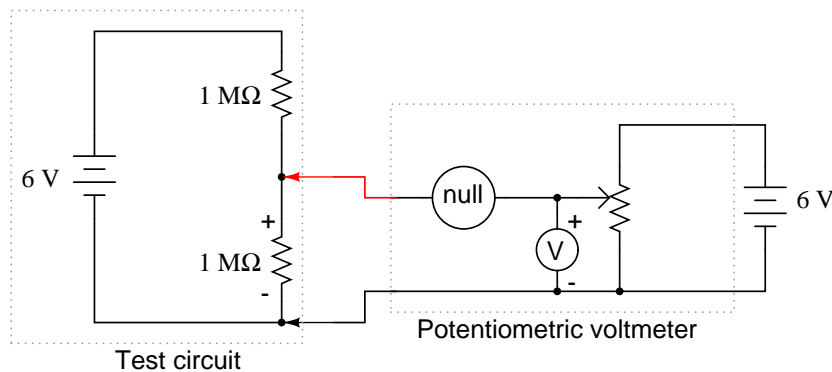 1 MΩ
6 V
+
1 MΩ
-
Test circuit
null
+
V
-
6 V
Potentiometric voltmeter